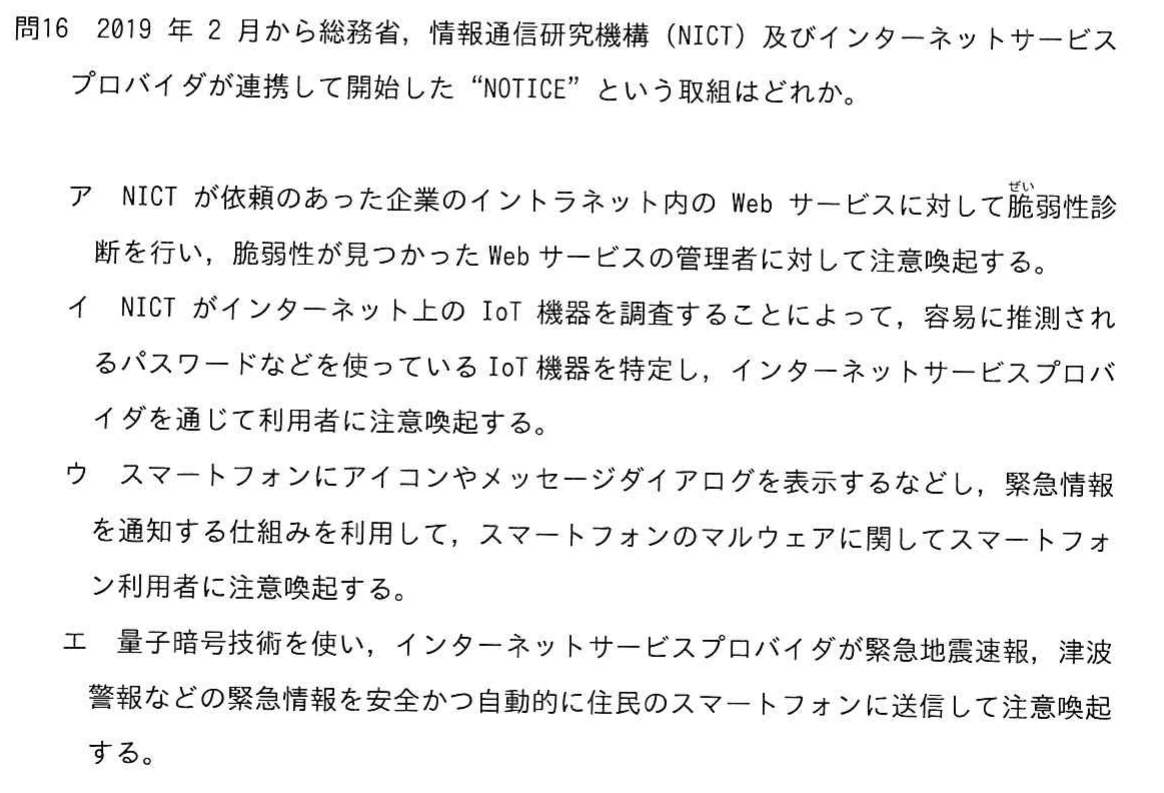 問16 2019 年 2 月から総務省，情報通信研究機構（NICT）及びインターネットサービス
プロバイダが連携して開始した“NOTICE”という取組はどれか。
ア NICT が依頼のあった企業のイントラネット内の Web サービスに対して脆弱性診
ぜい
断を行い，脆弱性が見つかった Web サービスの管理者に対して注意喚起する。
イ NICT がインターネット上の IoT 機器を調査することによって，容易に推測され
るパスワードなどを使っている IoT 機器を特定し，インターネットサービスプロバ
イダを通じて利用者に注意喚起する。
ウ スマートフォンにアイコンやメッセージダイアログを表示するなどし，緊急情報
を通知する仕組みを利用して，スマートフォンのマルウェアに関してスマートフォ
ン利用者に注意喚起する。
エ 量子暗号技術を使い，インターネットサービスプロバイダが緊急地震速報，津波
警報などの緊急情報を安全かつ自動的に住民のスマートフォンに送信して注意喚起
する。